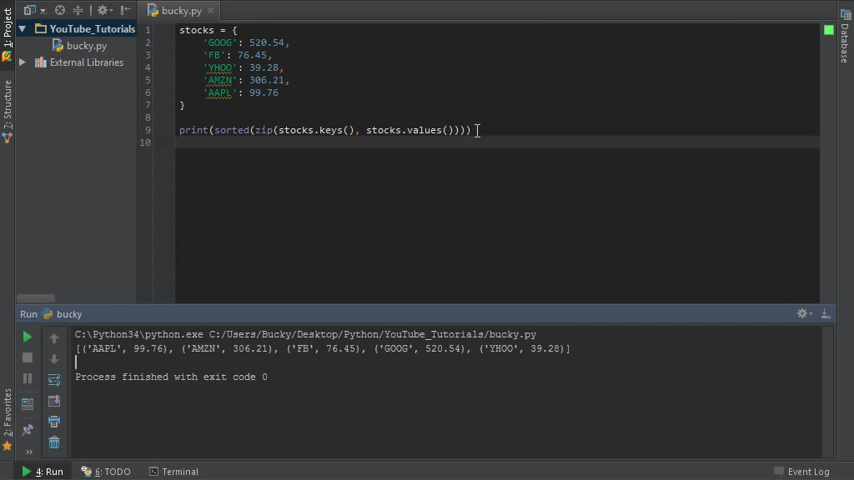 bucky.py
YouTube_Tutorials
bucky.py
External Libraries
1: Project
Z: Structure
2: Favorites
Database
1 stocks = {
2 'GOOG': 520.54,
3 'FB': 76.45,
4 'YHOO': 39.28,
5 'AMZN': 306.21,
6 'AAPL': 99.76
7 }
8
9 print(sorted(zip(stocks.keys(), stocks.values())))
10
Run bucky
C:\Python34\python.exe C:/Users/Bucky/Desktop/Python/YouTube_Tutorials/bucky.py
[('AAPL', 99.76), ('AMZN', 306.21), ('FB', 76.45), ('GOOG', 520.54), ('YHOO', 39.28)]
Process finished with exit code 0
4: Run 6: TODO Terminal Event Log